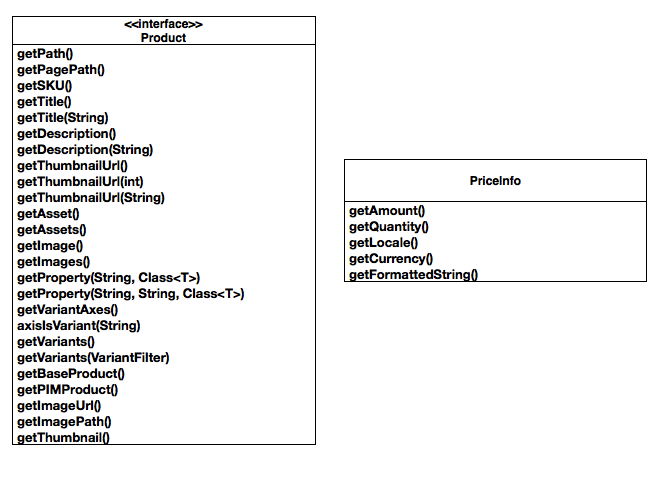 <<interface>>
Product
getPath()
getPagePath()
getSKU()
getTitle()
getTitle(String)
getDescription()
getDescription(String)
getThumbnailUrl()
getThumbnailUrl(int)
getThumbnailUrl(String)
getAsset()
getAssets()
getImage()
getImages()
getProperty(String, Class<T>)
getProperty(String, String, Class<T>)
getVariantAxes()
axisIsVariant(String)
getVariants()
getVariants(VariantFilter)
getBaseProduct()
getPIMProduct()
getImageUrl()
getImagePath()
getThumbnail()
PriceInfo
getAmount()
getQuantity()
getLocale()
getCurrency()
getFormattedString()